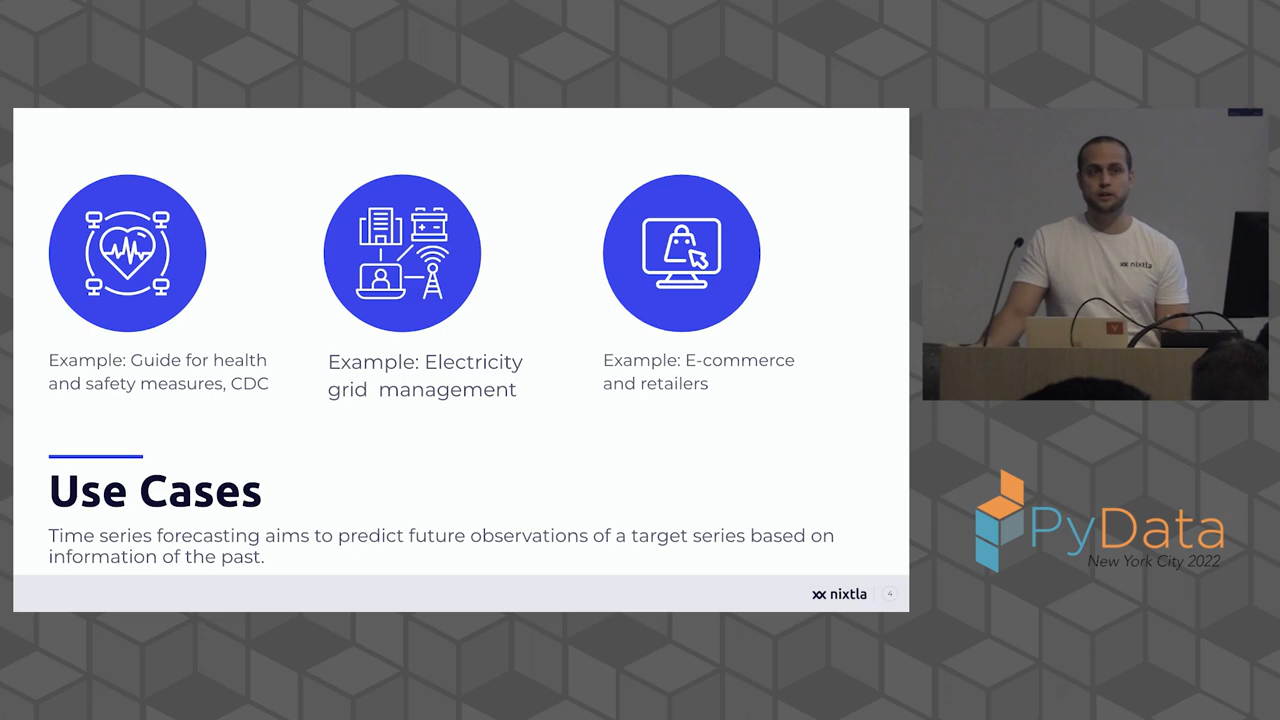 Example: Guide for health
and safety measures, CDC
Example: Electricity
grid management
Example: E-commerce
and retailers
Use Cases
Time series forecasting aims to predict future observations of a target series based on
information of the past.
nixtla
4
nixtla
PyData
New York City 2022